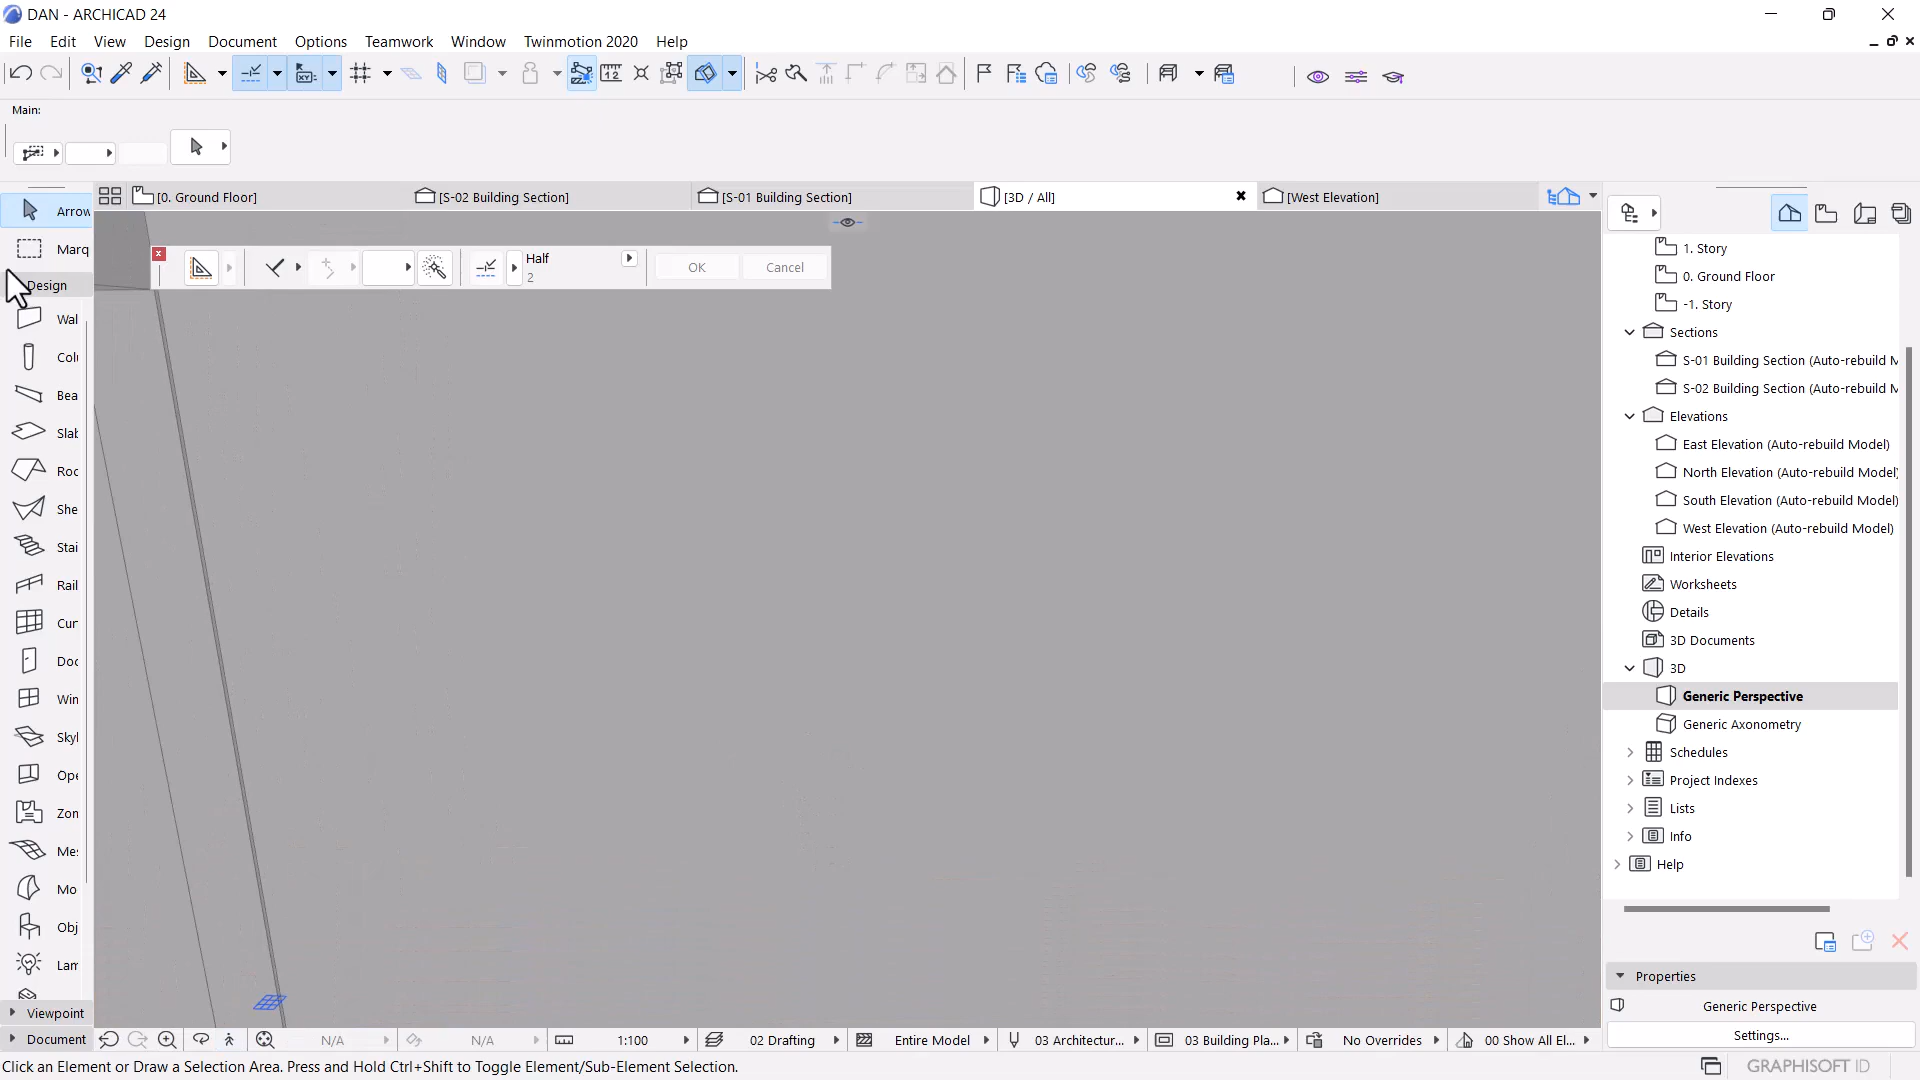 DAN - ARCHICAD 24
File Edit View Design Document Options Teamwork Window Twinmotion 2020 Help
Main:
[0. Ground Floor] [S-02 Building Section] [S-01 Building Section] [3D / All] [West Elevation]
Arrow
Marq
Design
Wal
Colu
Bea
Slab
Roo
She
Stai
Raili
Cur
Doo
Win
Skyl
Ope
Zon
Mes
Mo
Obj
Lam
Viewpoint
Document
Half
2
OK Cancel
1. Story
0. Ground Floor
-1. Story
Sections
S-01 Building Section (Auto-rebuild M
S-02 Building Section (Auto-rebuild M
Elevations
East Elevation (Auto-rebuild Model)
North Elevation (Auto-rebuild Model)
South Elevation (Auto-rebuild Model)
West Elevation (Auto-rebuild Model)
Interior Elevations
Worksheets
Details
3D Documents
3D
Generic Perspective
Generic Axonometry
Schedules
Project Indexes
Lists
Info
Help
Properties
Generic Perspective
Settings...
N/A N/A 1:100 02 Drafting Entire Model 03 Architectur... 03 Building Pla... No Overrides 00 Show All El...
Click an Element or Draw a Selection Area. Press and Hold Ctrl+Shift to Toggle Element/Sub-Element Selection.
GRAPHISOFT ID